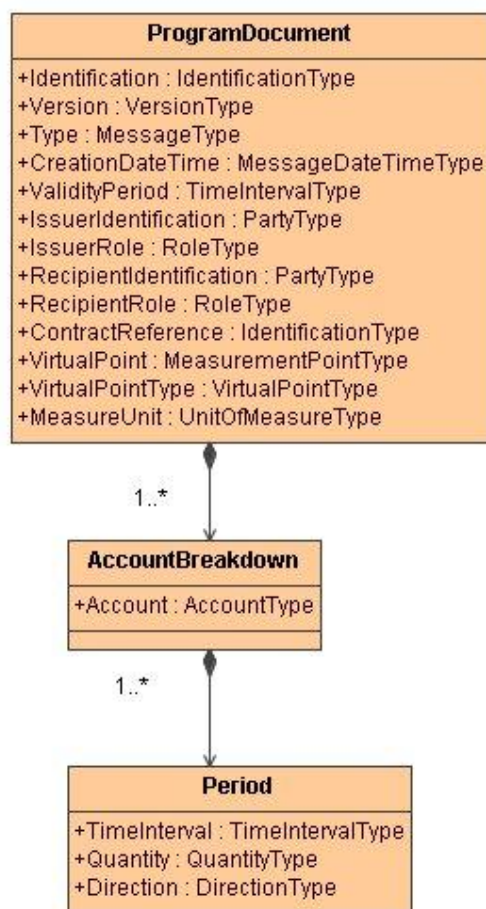 ProgramDocument
+Identification : IdentificationType
+Version : VersionType
+Type : MessageType
+CreationDateTime : MessageDateTimeType
+ValidityPeriod : TimeIntervalType
+IssuerIdentification : PartyType
+IssuerRole : RoleType
+RecipientIdentification : PartyType
+RecipientRole : RoleType
+ContractReference : IdentificationType
+VirtualPoint : MeasurementPointType
+VirtualPointType : VirtualPointType
+MeasureUnit : UnitOfMeasureType
1..*
AccountBreakdown
+Account : AccountType
1..*
Period
+TimeInterval : TimeIntervalType
+Quantity : QuantityType
+Direction : DirectionType